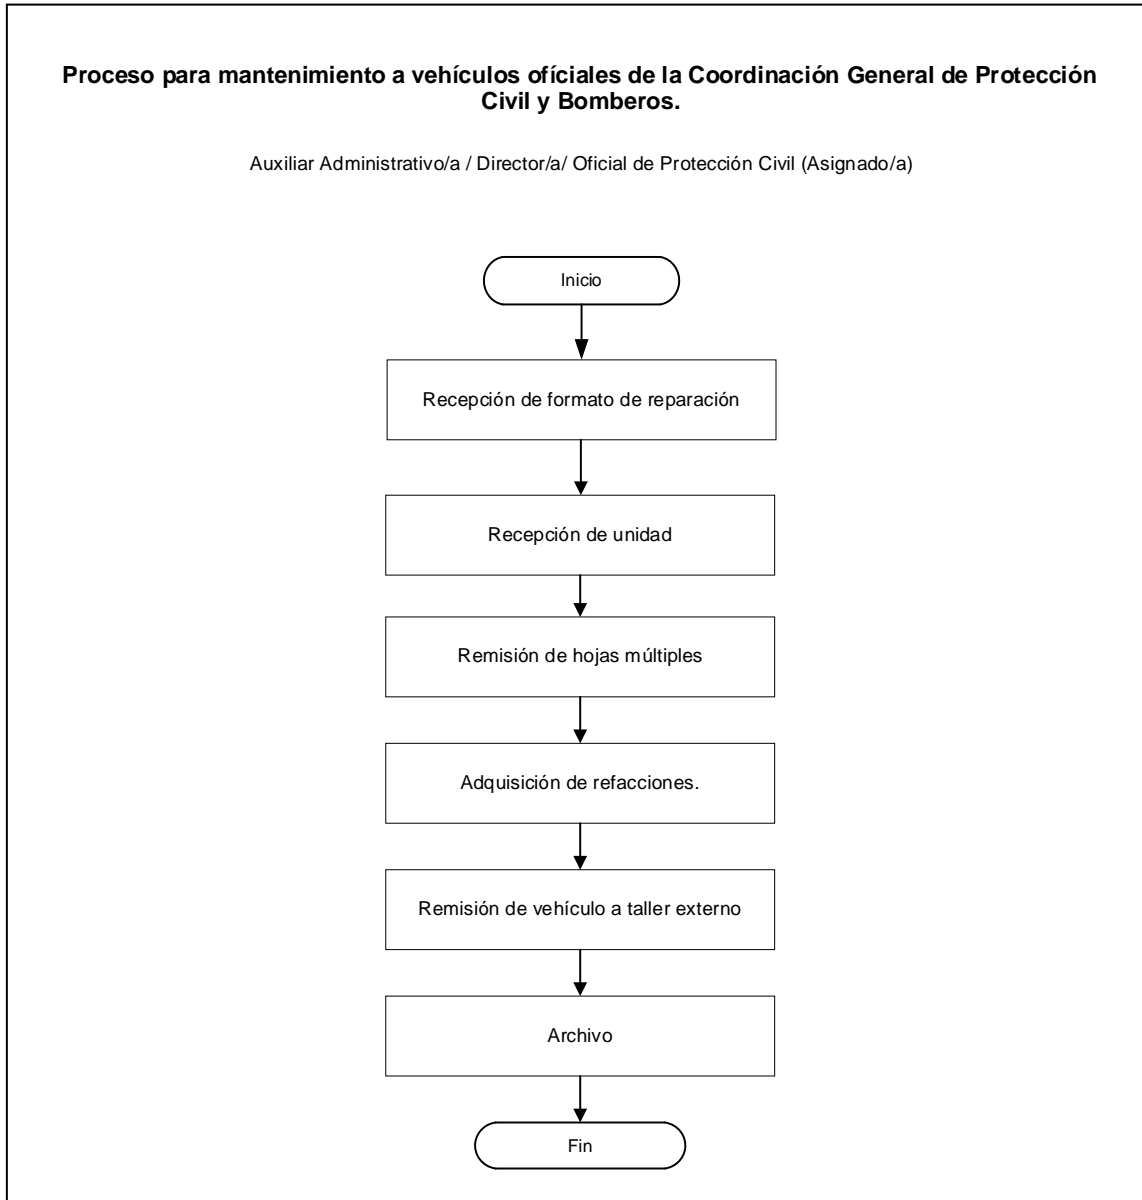 Proceso para mantenimiento a vehículos ofíciales de la Coordinación General de Protección
Civil y Bomberos.
Auxiliar Administrativo/a / Director/a/ Oficial de Protección Civil (Asignado/a)
Inicio
Recepción de formato de reparación
Recepción de unidad
Remisión de hojas múltiples
Adquisición de refacciones.
Remisión de vehículo a taller externo
Archivo
Fin